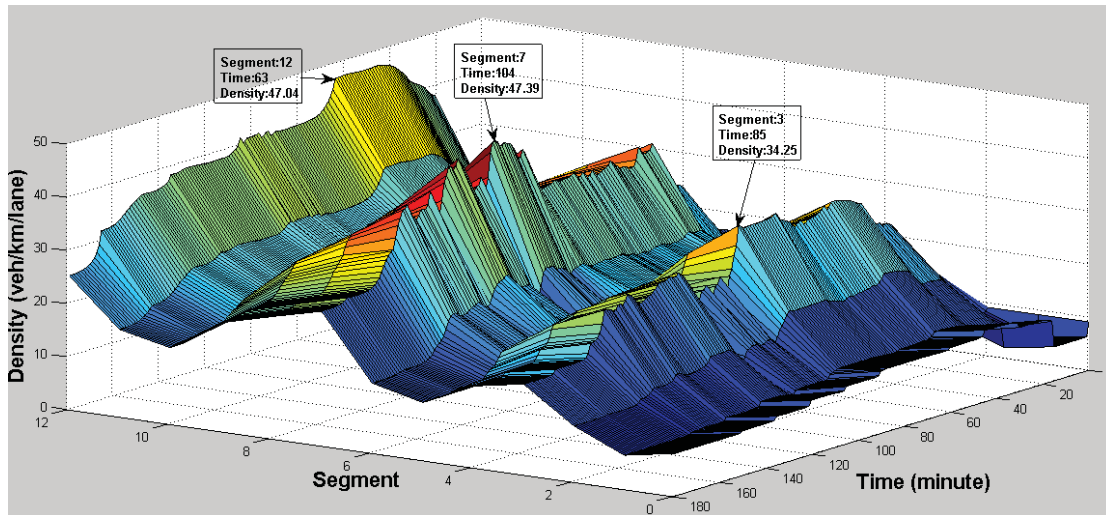 Segment:12
Time:63
Density:47.04
Segment:7
Time:104
Density:47.39
Segment:3
Time:85
Density:34.25
Density (veh/km/lane)
50
40
30
20
10
0
12
10
8
6
4
2
0
Segment
180
160
140
120
100
80
60
40
20
Time (minute)